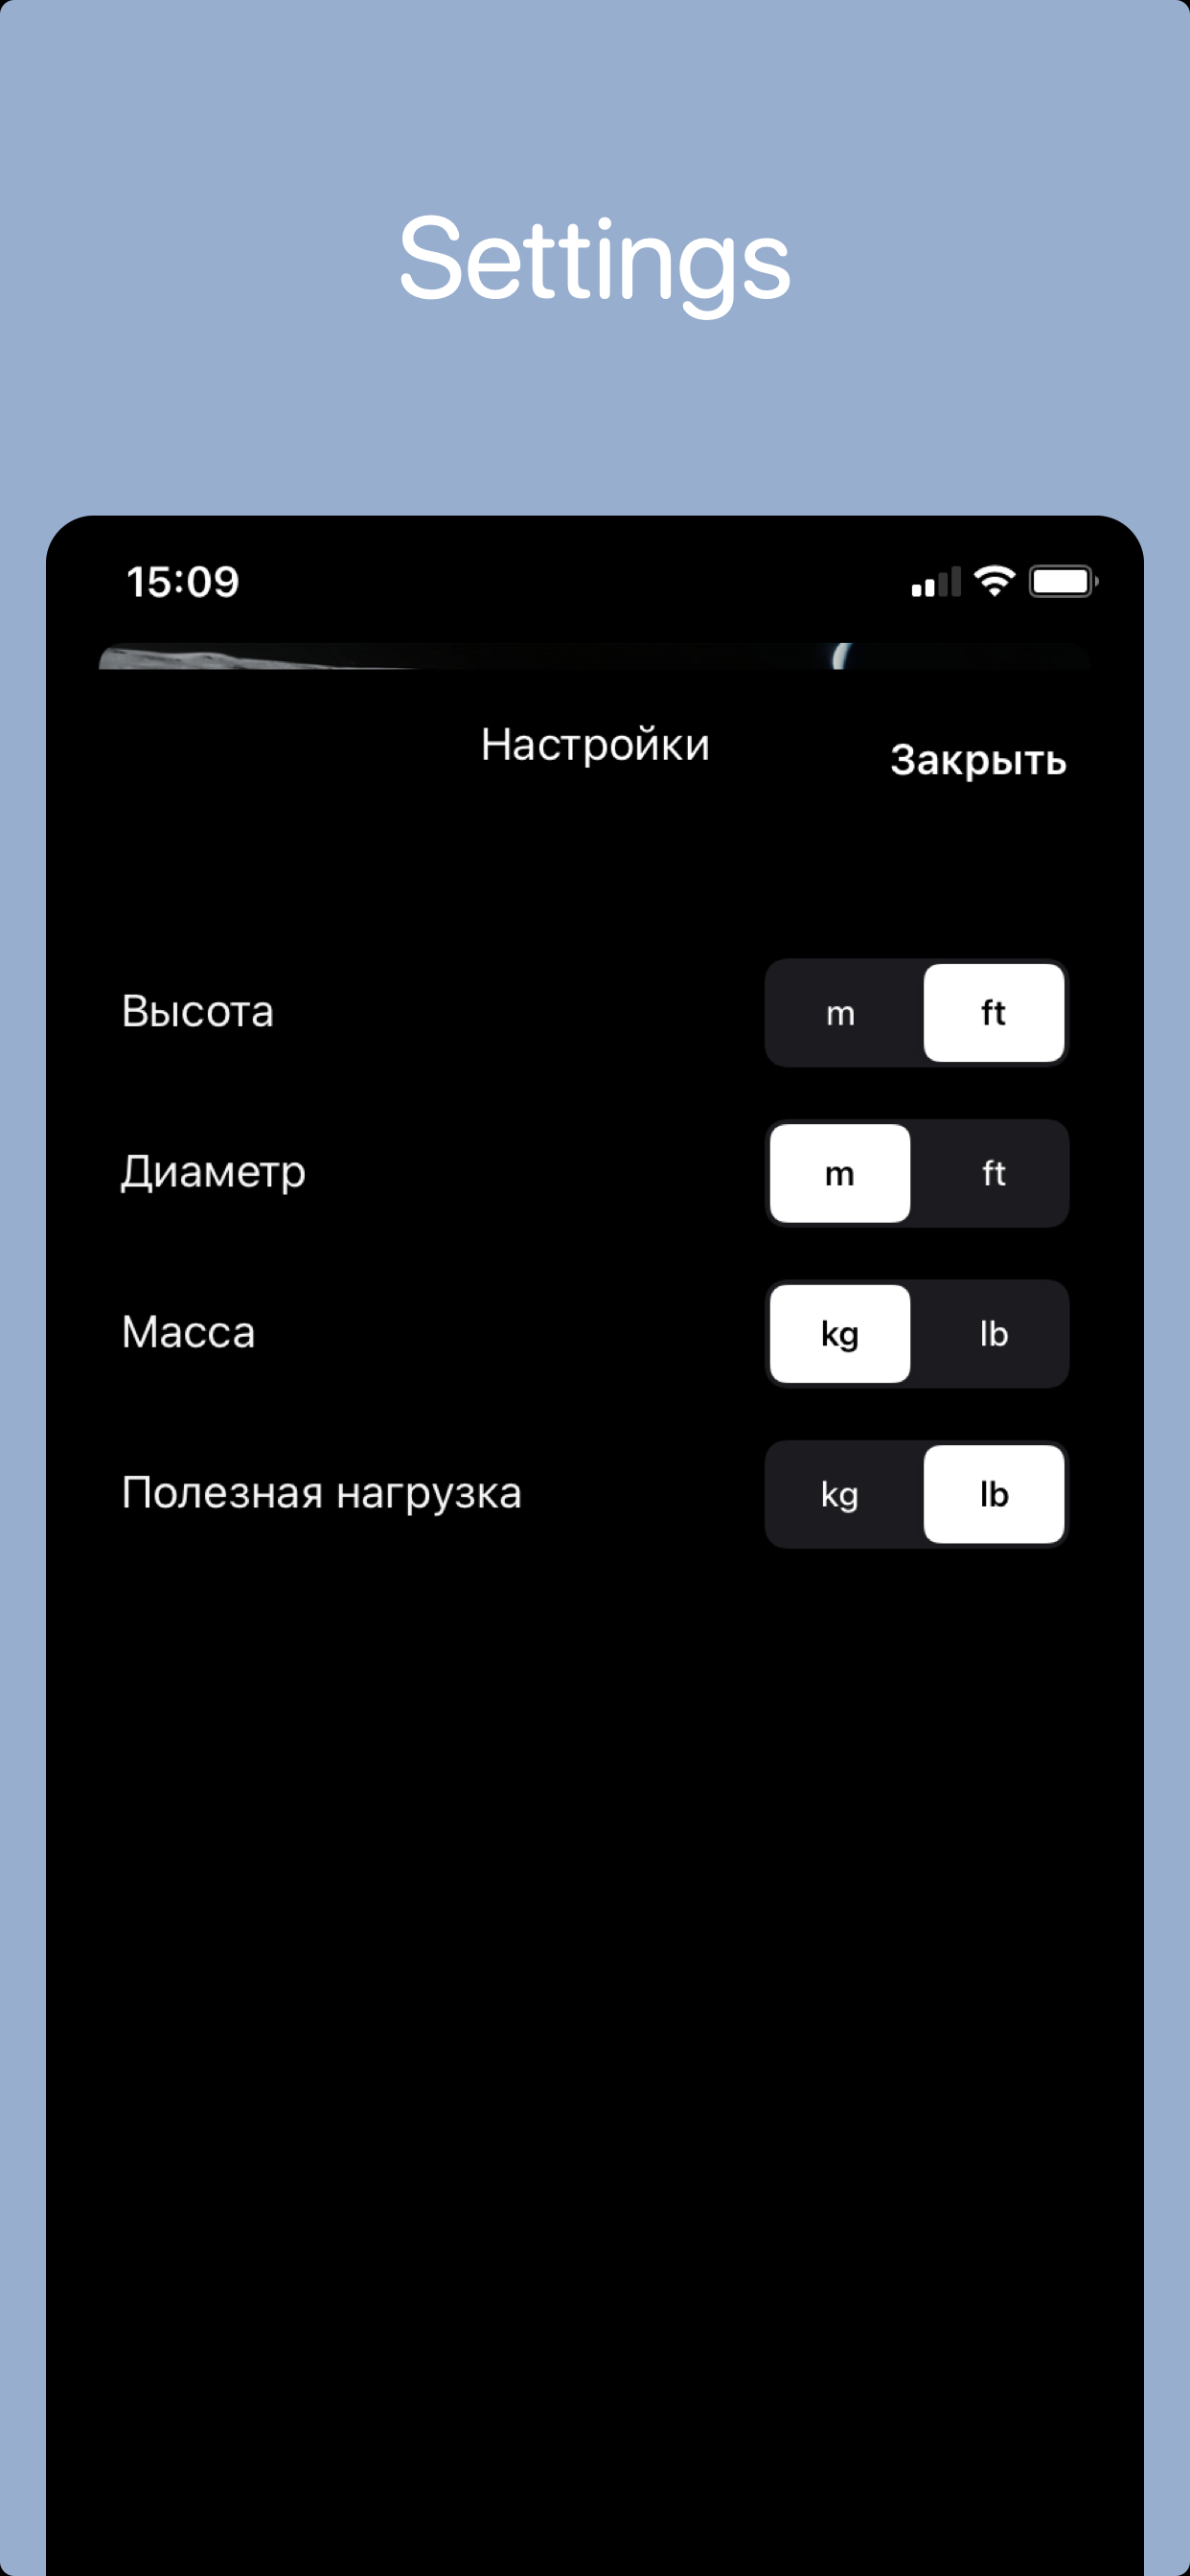 Settings
15:09
Настройки
Закрыть
Высота
m ft
Диаметр
m ft
Масса
kg lb
Полезная нагрузка
kg lb